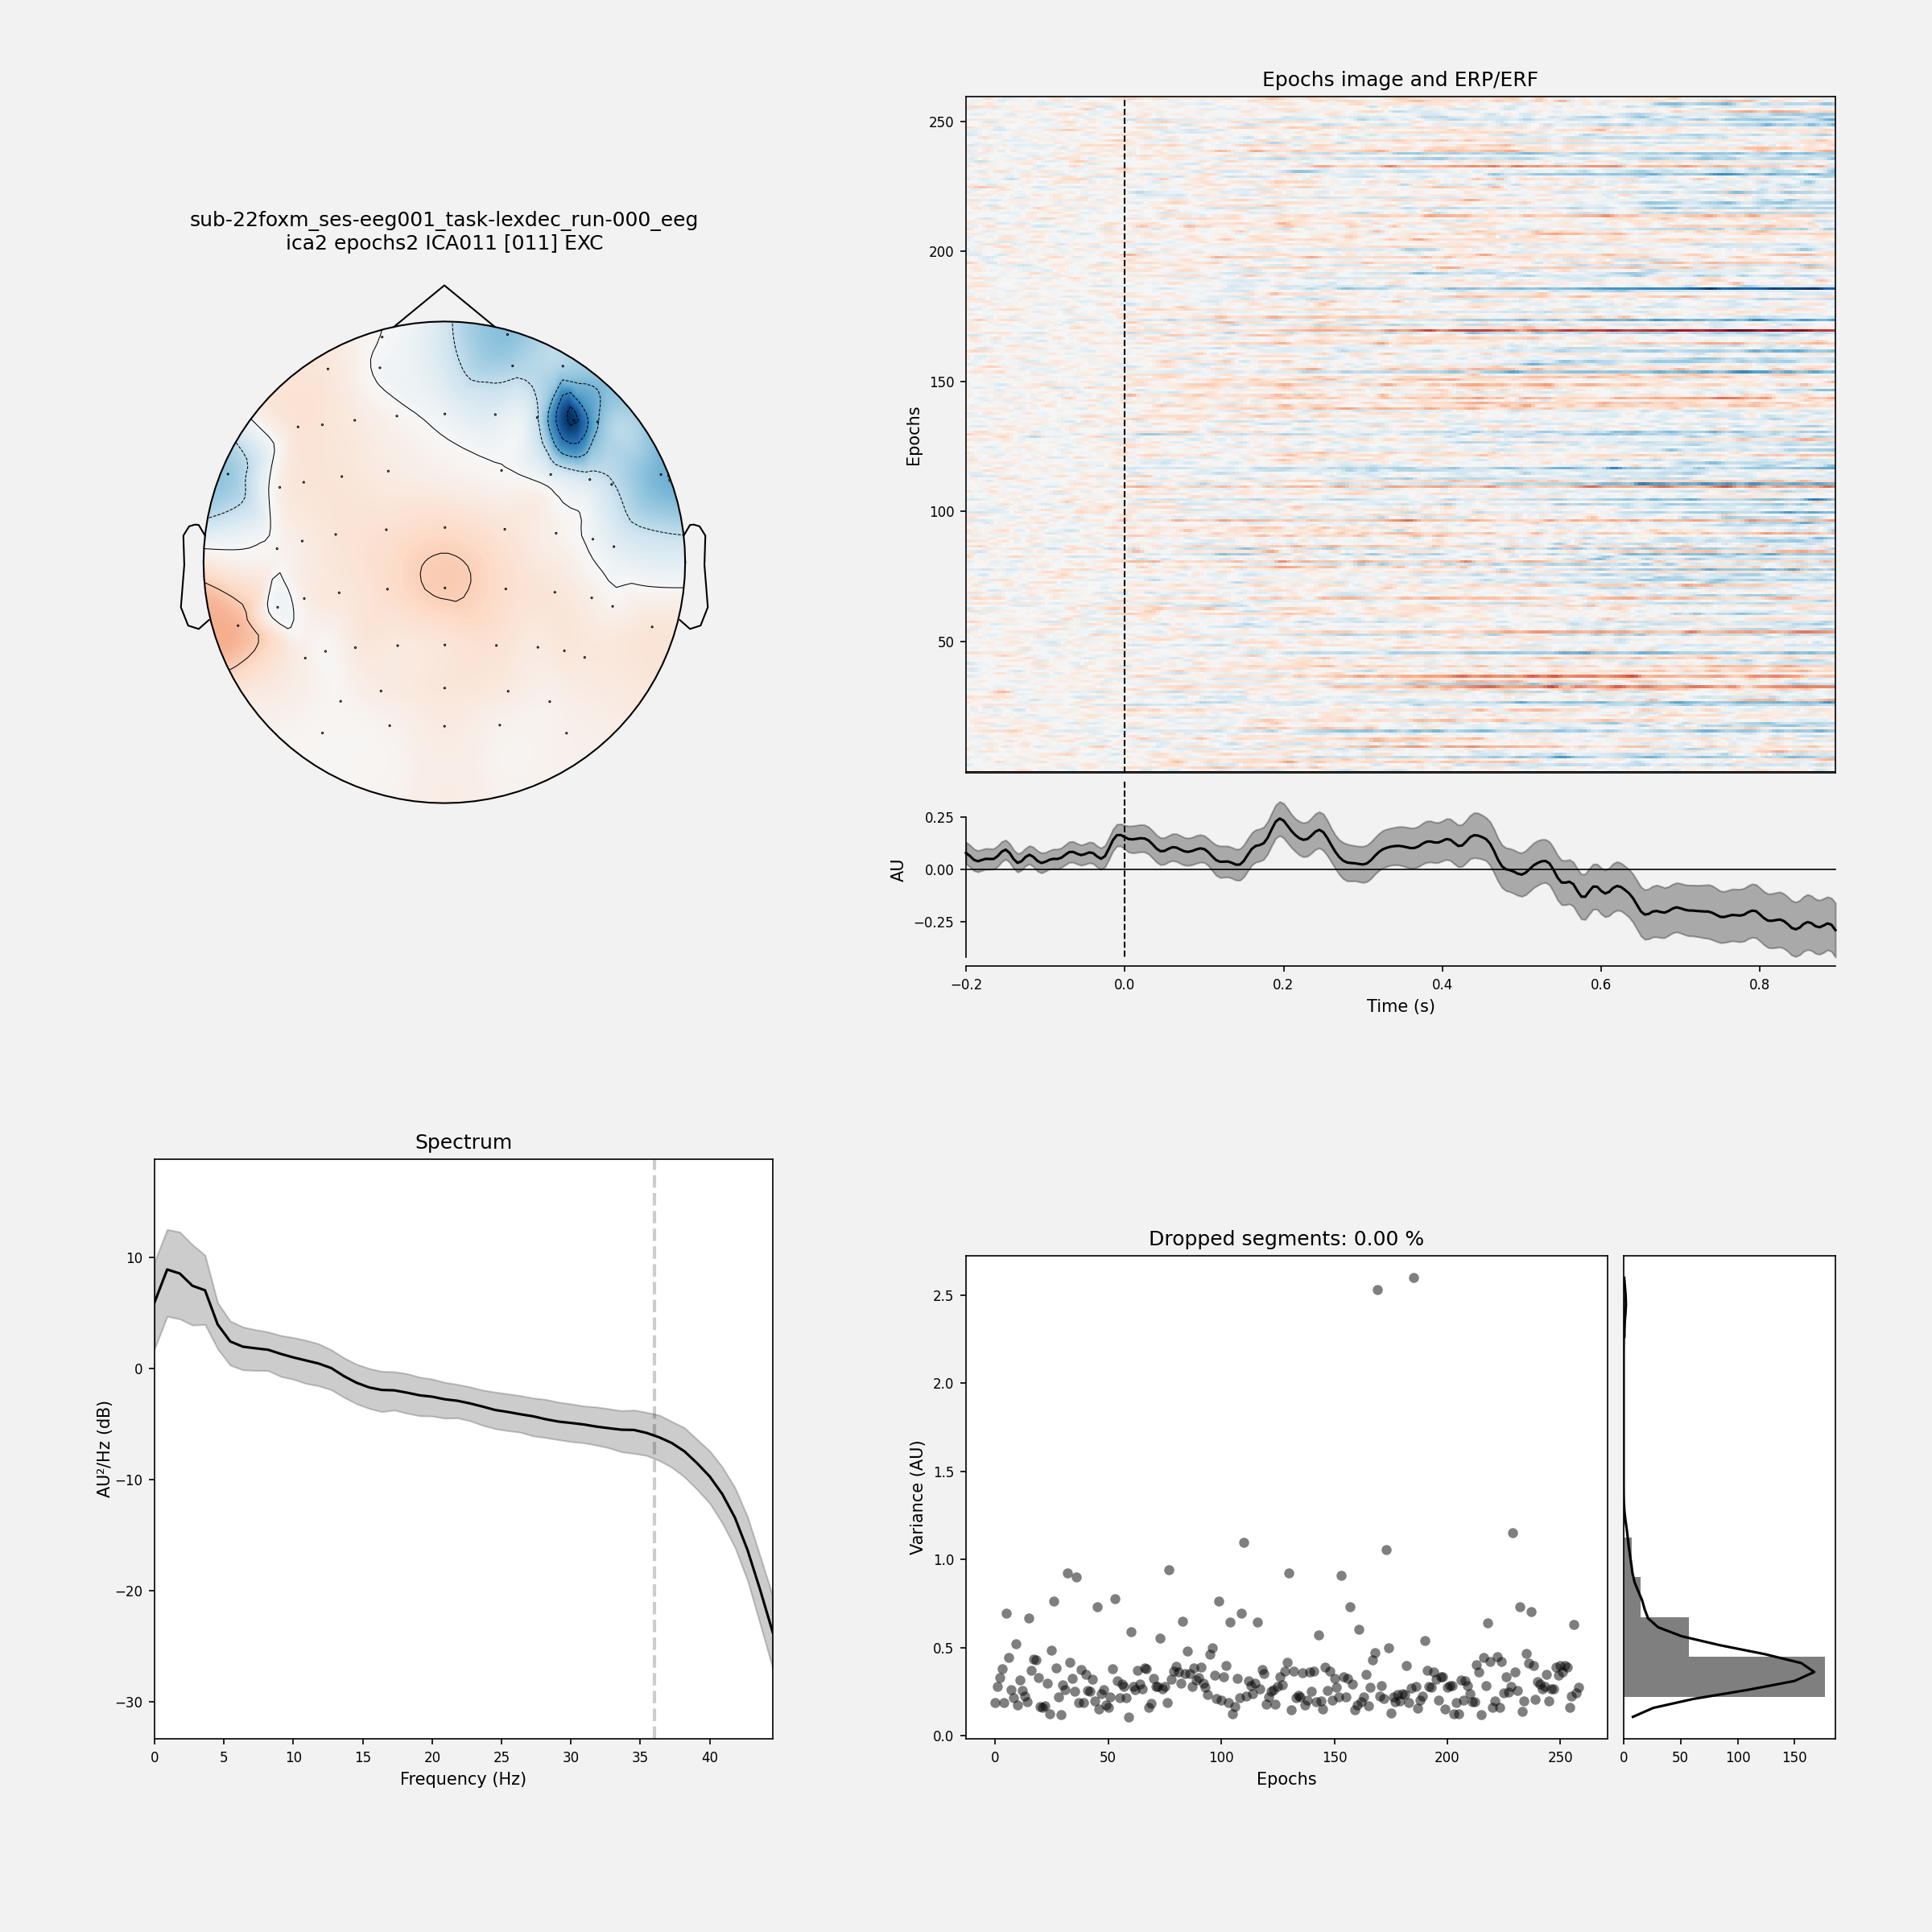 sub-22foxm_ses-eeg001_task-lexdec_run-000_eeg
ica2 epochs2 ICA011 [011] EXC
Epochs image and ERP/ERF
250
200
150
100
50
Epochs
0.25
0.00
−0.25
AU
−0.2 0.0 0.2 0.4 0.6 0.8
Time (s)
Spectrum
10
0
−10
−20
−30
AU²/Hz (dB)
0 5 10 15 20 25 30 35 40
Frequency (Hz)
Dropped segments: 0.00 %
2.5
2.0
1.5
1.0
0.5
0.0
Variance (AU)
0 50 100 150 200 250
Epochs
0 50 100 150